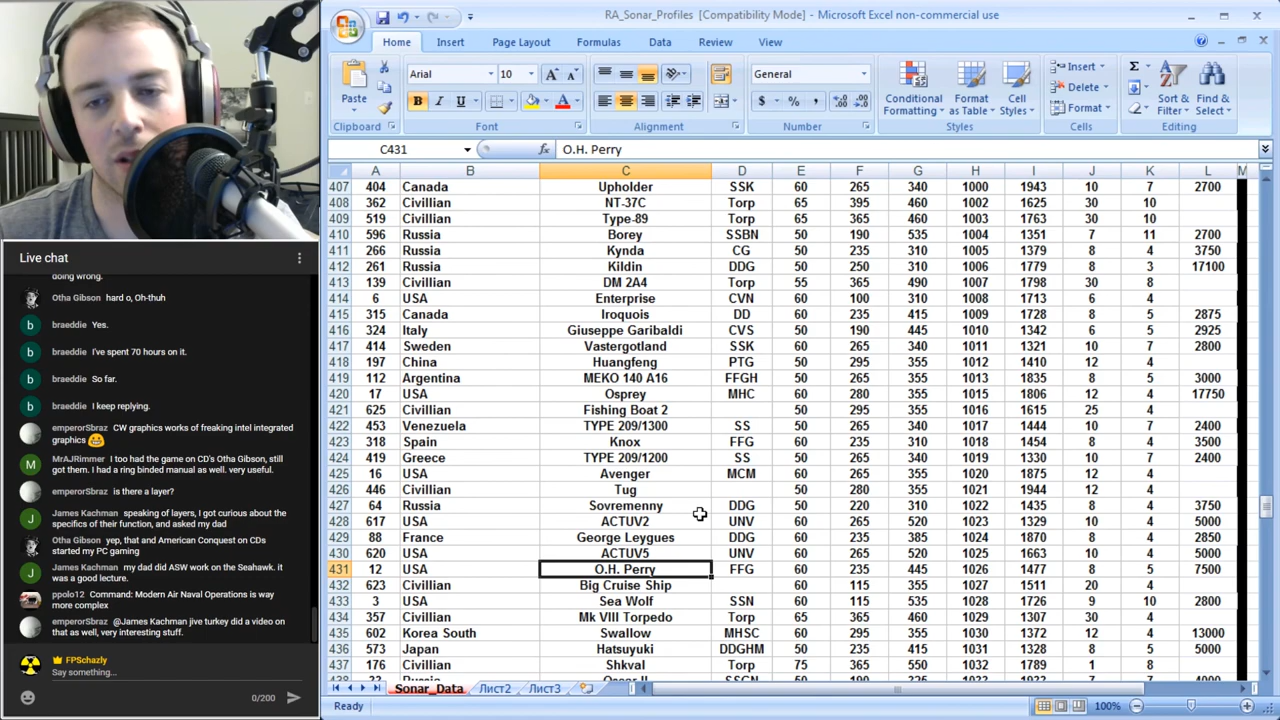 RA_Sonar_Profiles [Compatibility Mode] - Microsoft Excel non-commercial use
Home Insert Page Layout Formulas Data Review View
Paste
Arial 10
General
Conditional Formatting Format as Table Cell Styles
Insert
Delete
Format
Sort & Filter Find & Select
Clipboard Font Alignment Number Styles Cells Editing
C431 fx O.H. Perry
A B C D E F G H I J K L M
407 404 Canada Upholder SSK 60 265 340 1000 1943 10 7 2700
408 362 Civillian NT-37C Torp 65 395 460 1002 1625 30 10
409 519 Civillian Type-89 Torp 65 365 460 1003 1763 30 10
410 596 Russia Borey SSBN 50 190 535 1004 1351 7 11 2700
411 266 Russia Kynda CG 60 235 310 1005 1379 8 4 3750
412 261 Russia Kildin DDG 50 250 310 1006 1778 8 3 17100
413 139 Civillian DM 2A4 Torp 55 365 490 1007 1798 30 8
414 6 USA Enterprise CVN 60 100 310 1008 1713 6 4
415 315 Canada Iroquois DD 60 235 415 1009 1728 8 5 2875
416 324 Italy Giuseppe Garibaldi CVS 50 190 445 1010 1342 6 5 2925
417 414 Sweden Vastergotland SSK 50 265 440 1011 1321 10 7 2800
418 197 China Huangfeng PTG 50 265 355 1012 1410 12 4
419 112 Argentina MEKO 140 A16 FFGH 50 265 310 1013 1835 8 5 3000
420 17 USA Osprey MHC 60 280 355 1015 1806 12 4 17750
421 625 Civillian Fishing Boat 2 50 295 355 1016 1615 25 4
422 453 Venezuela TYPE 209/1300 SS 50 265 440 1017 1444 10 7 2400
423 318 Spain Knox FFG 60 235 310 1018 1454 8 4 3500
424 419 Greece TYPE 209/1200 SS 50 265 440 1019 1330 10 7 2400
425 16 USA Avenger MCM 60 280 355 1020 1875 12 4
426 446 Civillian Tug 50 280 355 1021 1944 12 4
427 64 Russia Sovremenny DDG 50 220 310 1022 1435 8 4 3750
428 617 USA ACTUV2 UNV 60 265 520 1023 1329 10 4 5000
429 88 France George Leygues DDG 50 235 385 1024 1870 8 5 2850
430 620 USA ACTUV5 UNV 60 265 520 1025 1663 10 4 5000
431 12 USA O.H. Perry FFG 60 235 445 1026 1477 8 5 7500
432 623 Civillian Big Cruise Ship 60 115 355 1027 1511 20 4
433 3 USA Sea Wolf SSN 60 115 535 1028 1726 9 10 2800
434 357 Civillian Mk VIII Torpedo Torp 65 365 460 1029 1307 30 4
435 602 Korea South Swallow MHSC 60 295 355 1030 1372 12 4 13000
436 573 Japan Hatsuyuki DDGHM 50 235 415 1031 1328 8 5 5000
437 176 Civillian Shkval Torp 65 365 550 1032 1789 1 8
Sonar_Data Лист2 Лист3
Ready 100%
Live chat
doing wrong.
Otha Gibson hard o, Oh-thuh
braeddie Yes.
braeddie I've spent 70 hours on it.
braeddie So far.
braeddie I keep replying.
emperorSbraz CW graphics works of freaking intel integrated
graphics
MrAJRimmer I too had the game on CD's Otha Gibson, still
got them. I had a ring binded manual as well. very useful.
emperorSbraz is there a layer?
James Kachman speaking of layers, I got curious about the
specifics of their function, and asked my dad
Otha Gibson yep, that and American Conquest on CDs
started my PC gaming
James Kachman my dad did ASW work on the Seahawk. it
was a good lecture.
ppolo12 Command: Modern Air Naval Operations is way
more complex
emperorSbraz @James Kachman jive turkey did a video on
that as well, very interesting stuff.
FPSchazly
Say something...
0/200